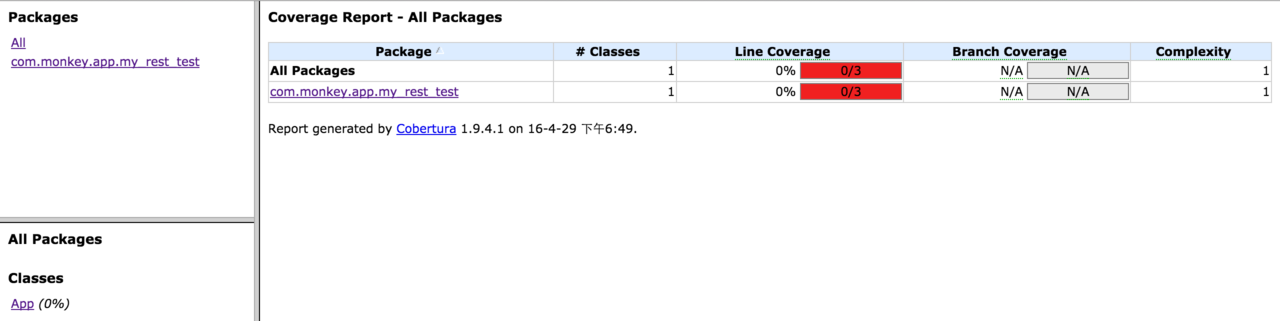 Packages
All
com.monkey.app.my_rest_test
All Packages
Classes
App (0%)
Coverage Report - All Packages
Package # Classes Line Coverage Branch Coverage Complexity
All Packages 1 0% 0/3 N/A N/A 1
com.monkey.app.my_rest_test 1 0% 0/3 N/A N/A 1
Report generated by Cobertura 1.9.4.1 on 16-4-29 下午6:49.